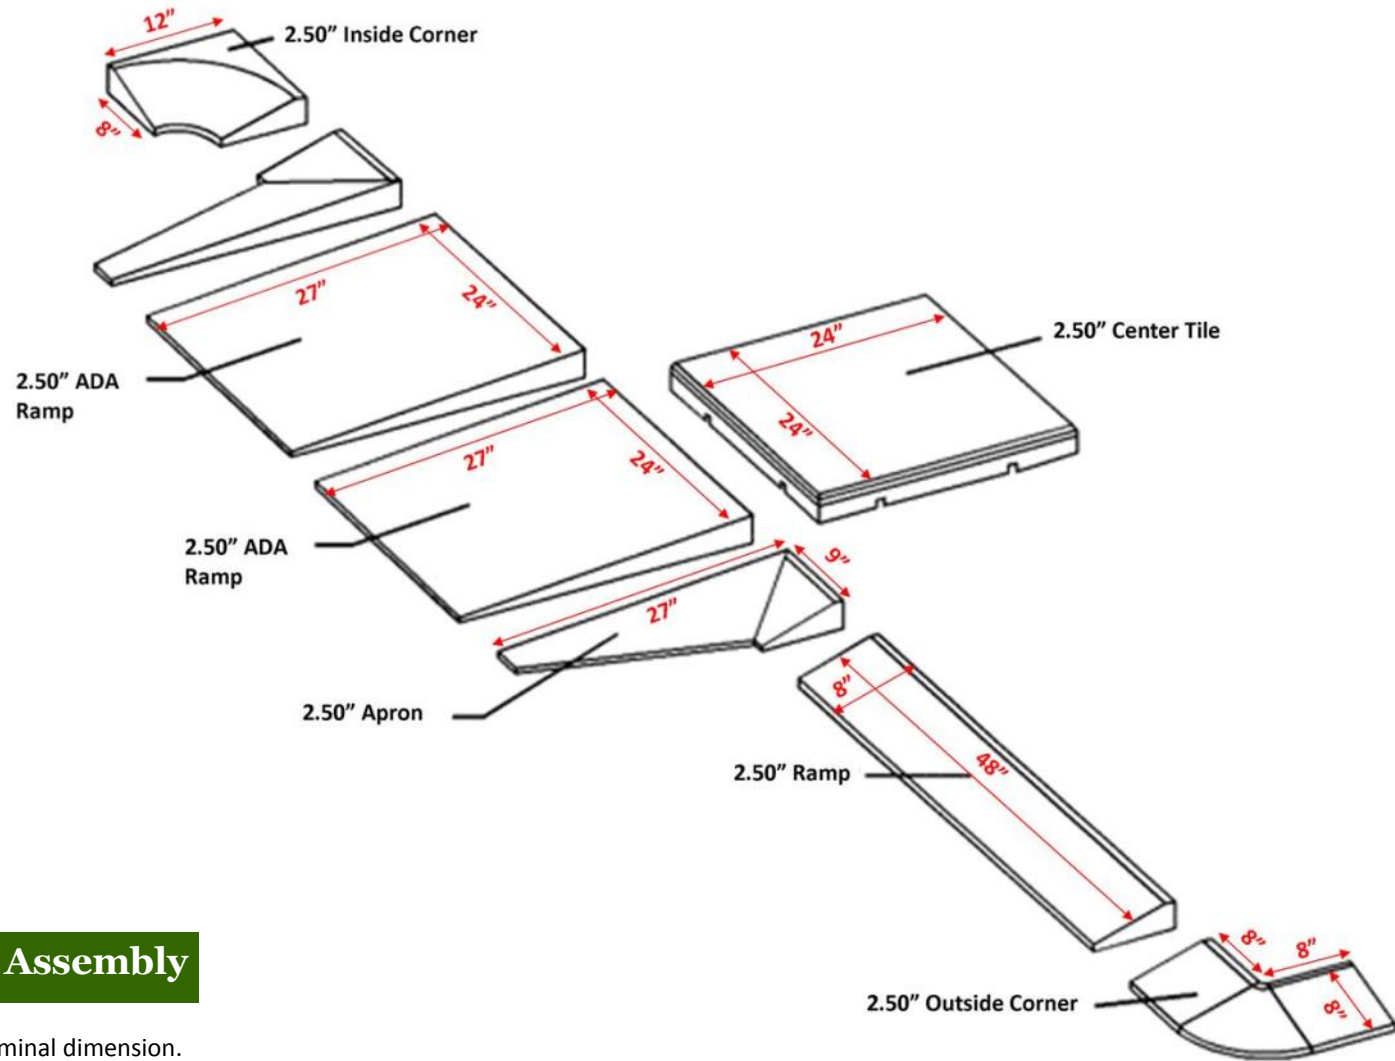 12”
2.50” Inside Corner
8”
27”
24”
24”
2.50” Center Tile
24”
2.50” ADA
Ramp
27”
24”
2.50” ADA
Ramp
9”
27”
2.50” Apron
8”
48”
2.50” Ramp
8”
8”
8”
2.50” Outside Corner
Assembly
minal dimension.